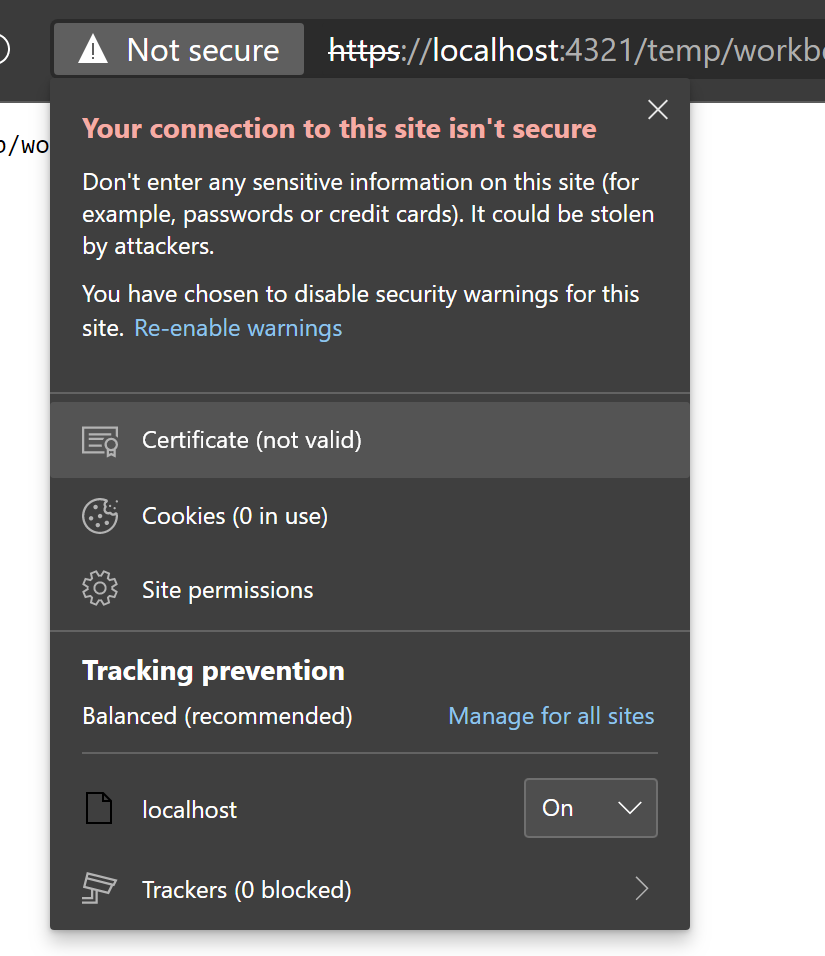 Not secure https://localhost:4321/temp/workb
Your connection to this site isn't secure
/wo
Don't enter any sensitive information on this site (for
example, passwords or credit cards). It could be stolen
by attackers.
You have chosen to disable security warnings for this
site. Re-enable warnings
Certificate (not valid)
Cookies (0 in use)
Site permissions
Tracking prevention
Balanced (recommended) Manage for all sites
localhost On
Trackers (0 blocked)